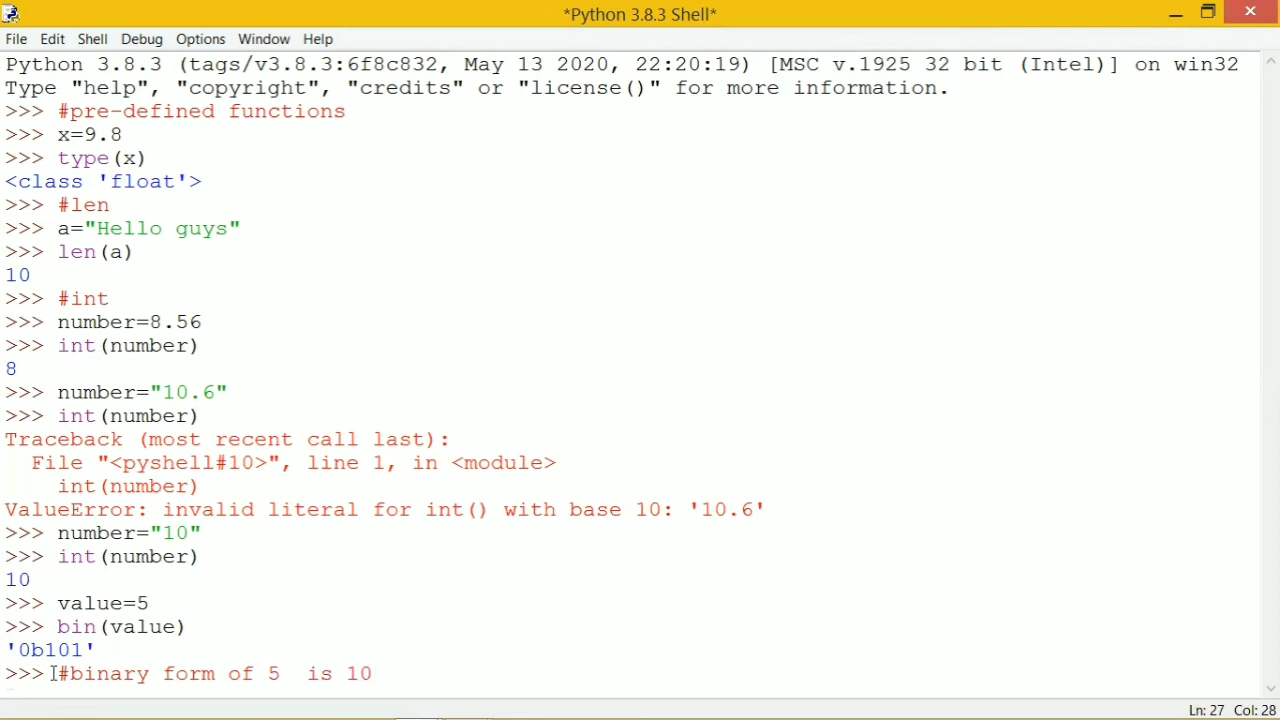 *Python 3.8.3 Shell*
File Edit Shell Debug Options Window Help
Python 3.8.3 (tags/v3.8.3:6f8c832, May 13 2020, 22:20:19) [MSC v.1925 32 bit (Intel)] on win32
Type "help", "copyright", "credits" or "license()" for more information.
>>> #pre-defined functions
>>> x=9.8
>>> type(x)
<class 'float'>
>>> #len
>>> a="Hello guys"
>>> len(a)
10
>>> #int
>>> number=8.56
>>> int(number)
8
>>> number="10.6"
>>> int(number)
Traceback (most recent call last):
  File "<pyshell#10>", line 1, in <module>
    int(number)
ValueError: invalid literal for int() with base 10: '10.6'
>>> number="10"
>>> int(number)
10
>>> value=5
>>> bin(value)
'0b101'
>>> #binary form of 5  is 10
Ln: 27 Col: 28